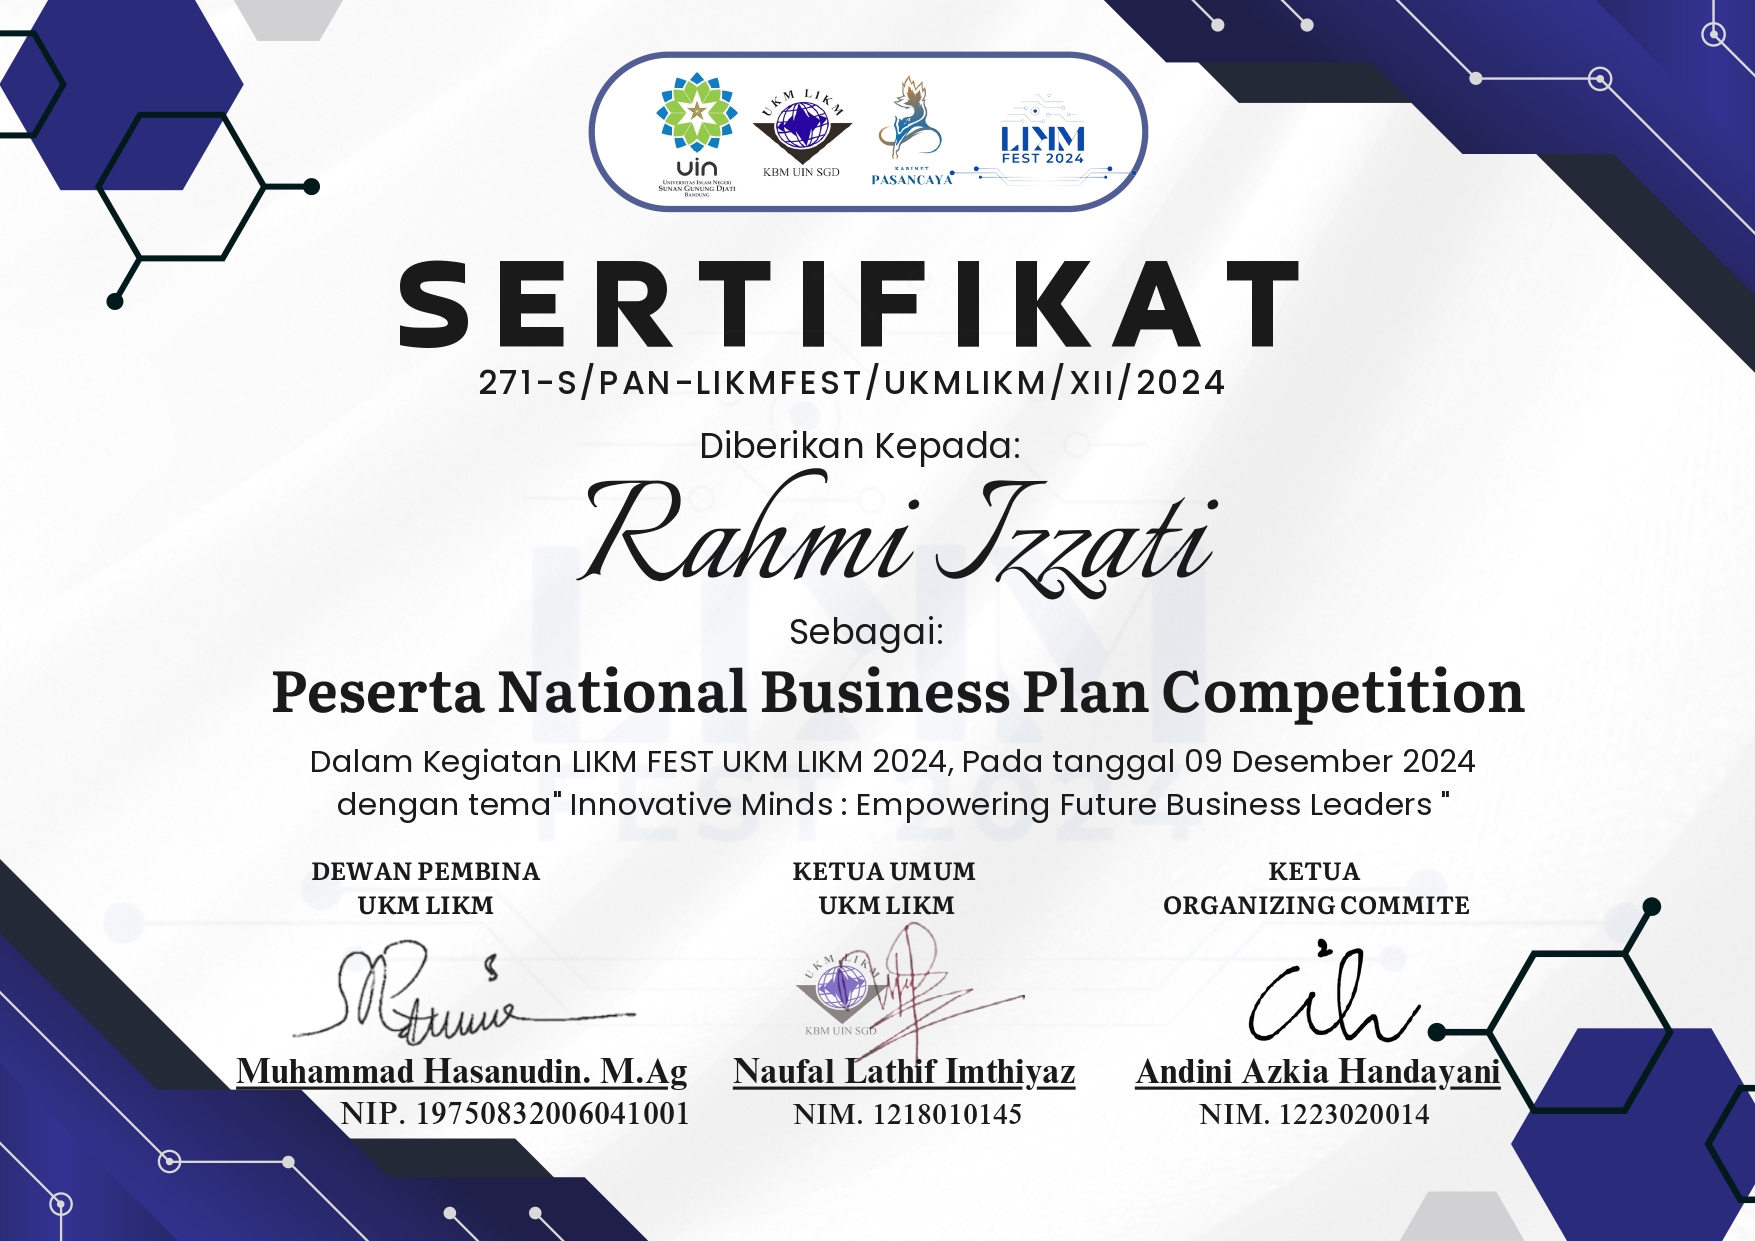 uin
UNIVERSITAS ISLAM NEGERI
SUNAN GUNUNG DJATI
BANDUNG
UKM LIKM
KBM UIN SGD
KABINET
PASANCAYA
LIKM
FEST 2024
SERTIFIKAT
271-S/PAN-LIKMFEST/UKMLIKM/XII/2024
Diberikan Kepada:
Rahmi Izzati
Sebagai:
Peserta National Business Plan Competition
Dalam Kegiatan LIKM FEST UKM LIKM 2024, Pada tanggal 09 Desember 2024
dengan tema" Innovative Minds : Empowering Future Business Leaders "
DEWAN PEMBINA
UKM LIKM
KETUA UMUM
UKM LIKM
KETUA
ORGANIZING COMMITE
UKM LIKM
KBM UIN SGD
Muhammad Hasanudin. M.Ag
NIP. 19750832006041001
Naufal Lathif Imthiyaz
NIM. 1218010145
Andini Azkia Handayani
NIM. 1223020014
LIKM
FEST 2024